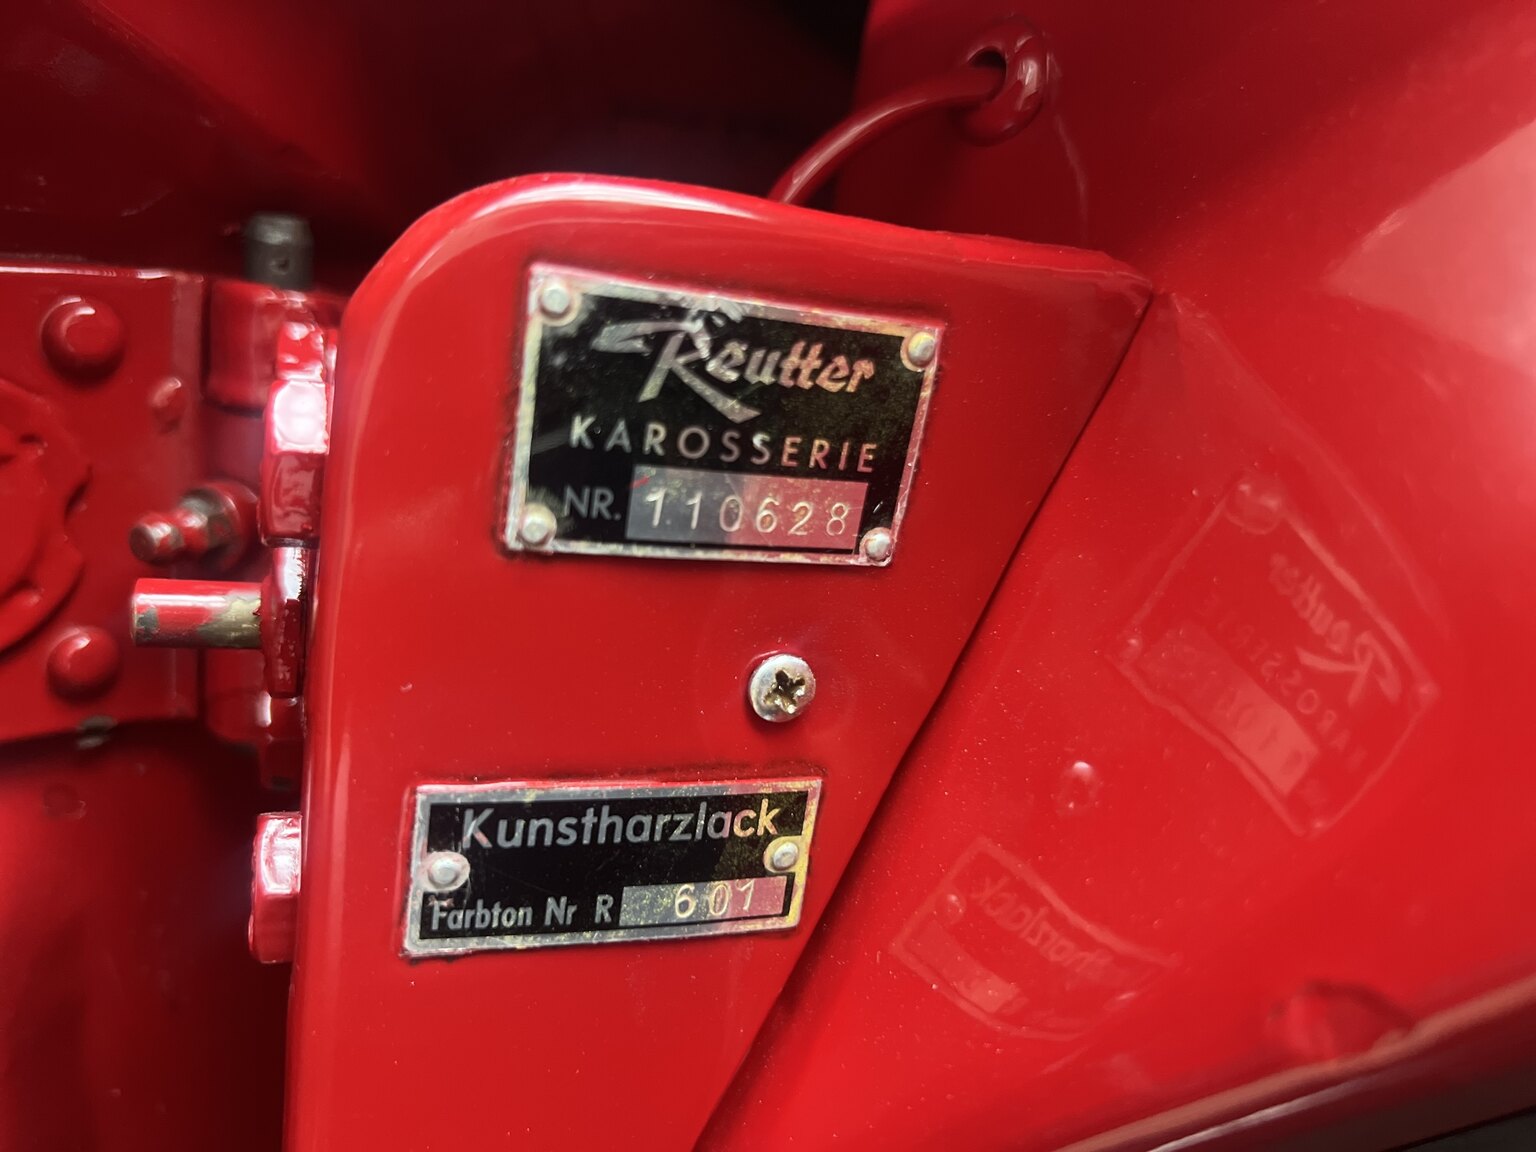 Reutter
KAROSSERIE
NR. 110628
Kunstharzlack
Farbton Nr R 601